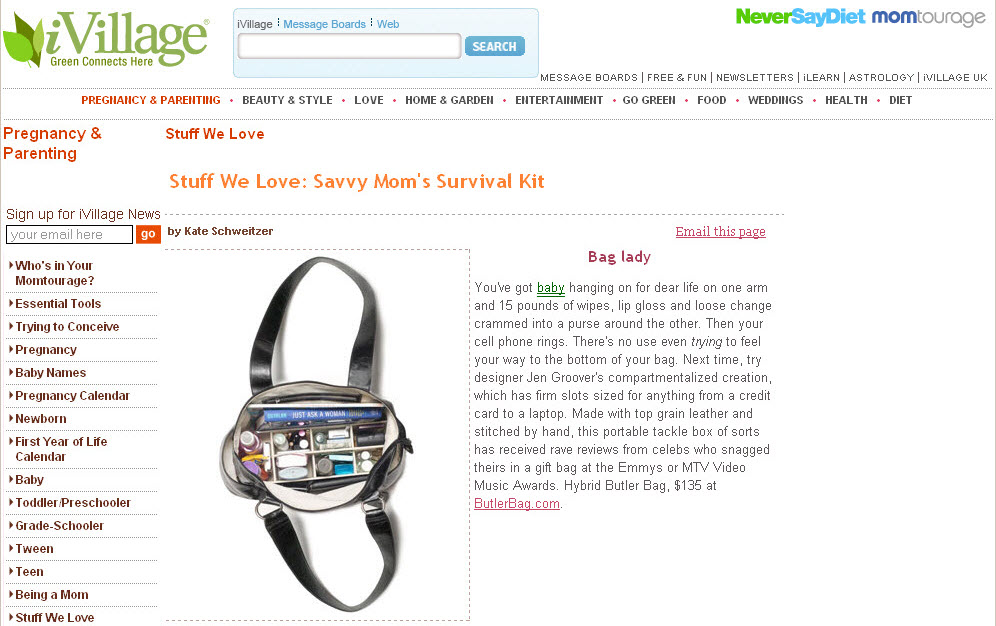 iVillage®
Green Connects Here
iVillage Message Boards Web
SEARCH
NeverSayDiet momtourage
MESSAGE BOARDS | FREE & FUN | NEWSLETTERS | iLEARN | ASTROLOGY | iVILLAGE UK
PREGNANCY & PARENTING • BEAUTY & STYLE • LOVE • HOME & GARDEN • ENTERTAINMENT • GO GREEN • FOOD • WEDDINGS • HEALTH • DIET
Pregnancy &
Parenting
Sign up for iVillage News
your email here go
Who's in Your
Momtourage?
Essential Tools
Trying to Conceive
Pregnancy
Baby Names
Pregnancy Calendar
Newborn
First Year of Life
Calendar
Baby
Toddler/Preschooler
Grade-Schooler
Tween
Teen
Being a Mom
Stuff We Love
Stuff We Love
Stuff We Love: Savvy Mom's Survival Kit
by Kate Schweitzer
Email this page
JUST ASK A WOMAN
Bag lady
You've got baby hanging on for dear life on one arm
and 15 pounds of wipes, lip gloss and loose change
crammed into a purse around the other. Then your
cell phone rings. There's no use even trying to feel
your way to the bottom of your bag. Next time, try
designer Jen Groover's compartmentalized creation,
which has firm slots sized for anything from a credit
card to a laptop. Made with top grain leather and
stitched by hand, this portable tackle box of sorts
has received rave reviews from celebs who snagged
theirs in a gift bag at the Emmys or MTV Video
Music Awards. Hybrid Butler Bag, $135 at
ButlerBag.com.